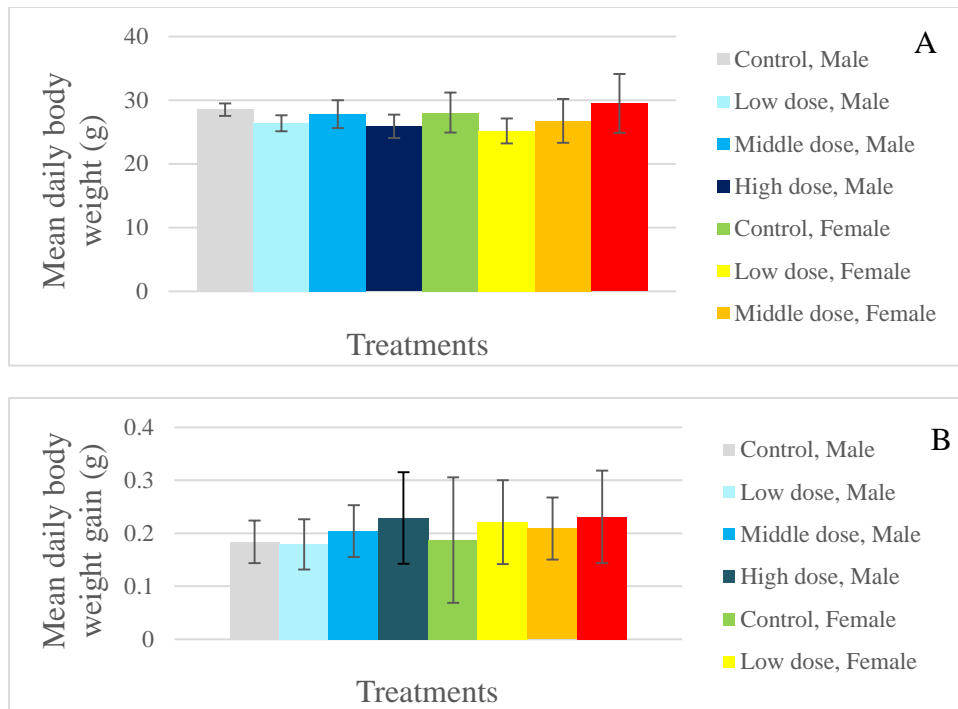 A
Mean daily body
weight (g)
40
30
20
10
0
Treatments
Control, Male
Low dose, Male
Middle dose, Male
High dose, Male
Control, Female
Low dose, Female
Middle dose, Female
B
Mean daily body
weight gain (g)
0.4
0.3
0.2
0.1
0
Treatments
Control, Male
Low dose, Male
Middle dose, Male
High dose, Male
Control, Female
Low dose, Female